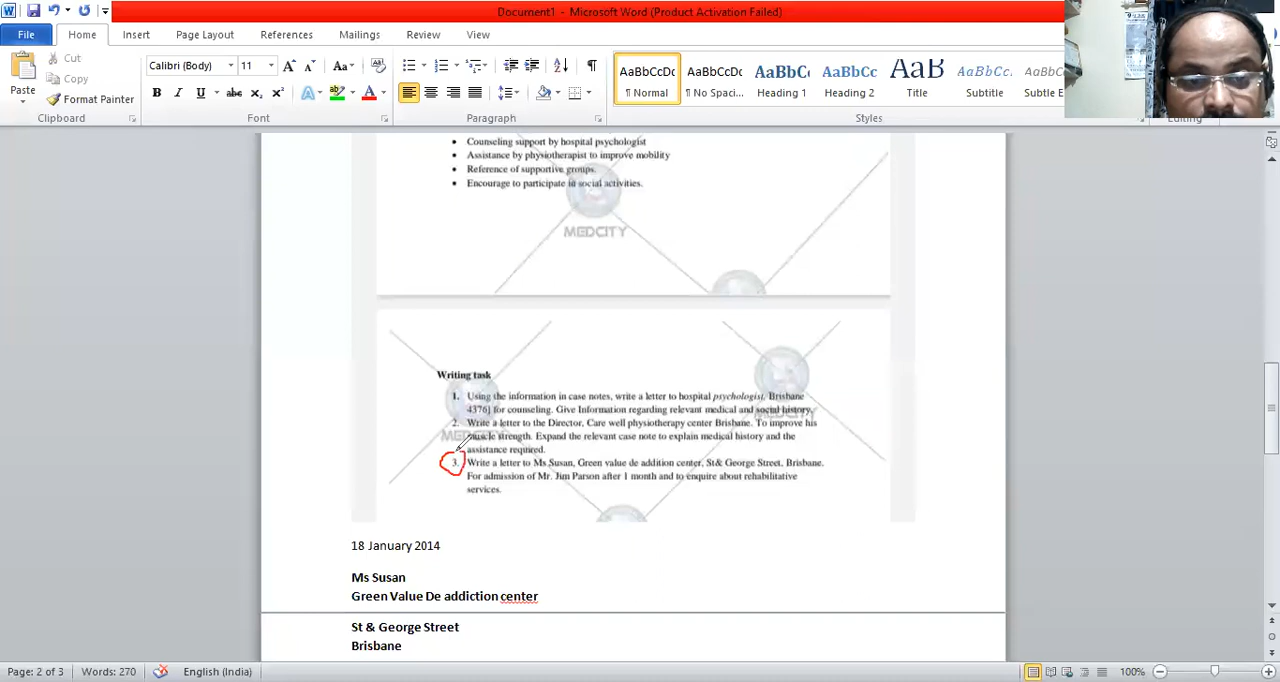 Document1 - Microsoft Word (Product Activation Failed)
File
Home
Insert
Page Layout
References
Mailings
Review
View
Paste
Cut
Copy
Format Painter
Clipboard
Calibri (Body)
11
Font
Paragraph
AaBbCcDc
¶ Normal
AaBbCcDc
¶ No Spaci...
AaBbCc
Heading 1
AaBbCc
Heading 2
AaB
Title
AaBbCc.
Subtitle
AaBbCc
Subtle E
Styles
Editing
• Counseling support by hospital psychologist
• Assistance by physiotherapist to improve mobility
• Reference of supportive groups.
• Encourage to participate in social activities.
MEDCITY
Writing task
1. Using the information in case notes, write a letter to hospital psychologist, Brisbane
4376] for counseling. Give Information regarding relevant medical and social history.
2. Write a letter to the Director, Care well physiotherapy center Brisbane. To improve his
muscle strength. Expand the relevant case note to explain medical history and the
assistance required.
3. Write a letter to Ms Susan, Green value de addition center, St& George Street, Brisbane.
For admission of Mr. Jim Parson after 1 month and to enquire about rehabilitative
services.
18 January 2014
Ms Susan
Green Value De addiction center
St & George Street
Brisbane
Page: 2 of 3
Words: 270
English (India)
100%